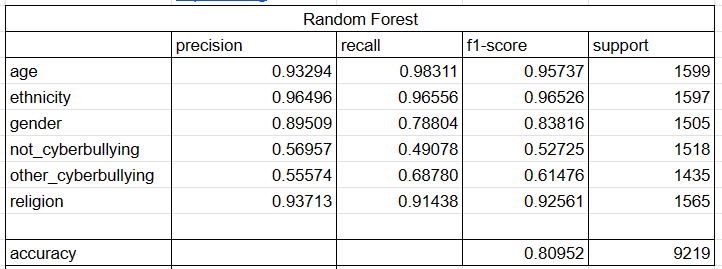 Random Forest
precision recall f1-score support
age 0.93294 0.98311 0.95737 1599
ethnicity 0.96496 0.96556 0.96526 1597
gender 0.89509 0.78804 0.83816 1505
not_cyberbullying 0.56957 0.49078 0.52725 1518
other_cyberbullying 0.55574 0.68780 0.61476 1435
religion 0.93713 0.91438 0.92561 1565
accuracy 0.80952 9219